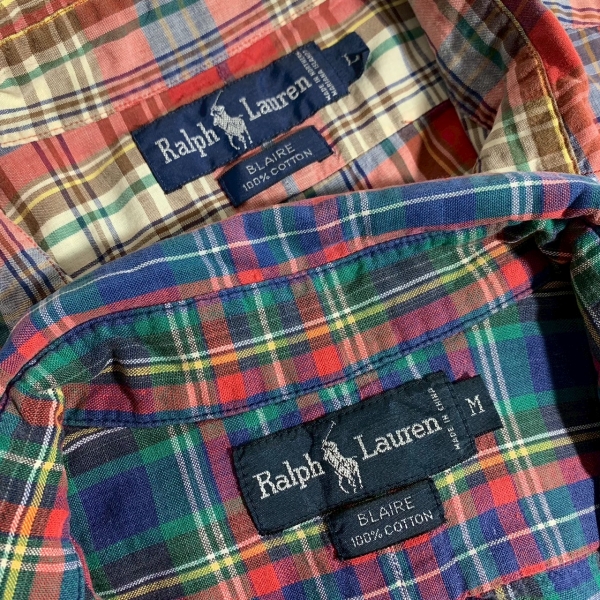 Ralph Lauren
L
BLAIRE
100% COTTON
Ralph Lauren
MADE IN CHINA
M
BLAIRE
100% COTTON